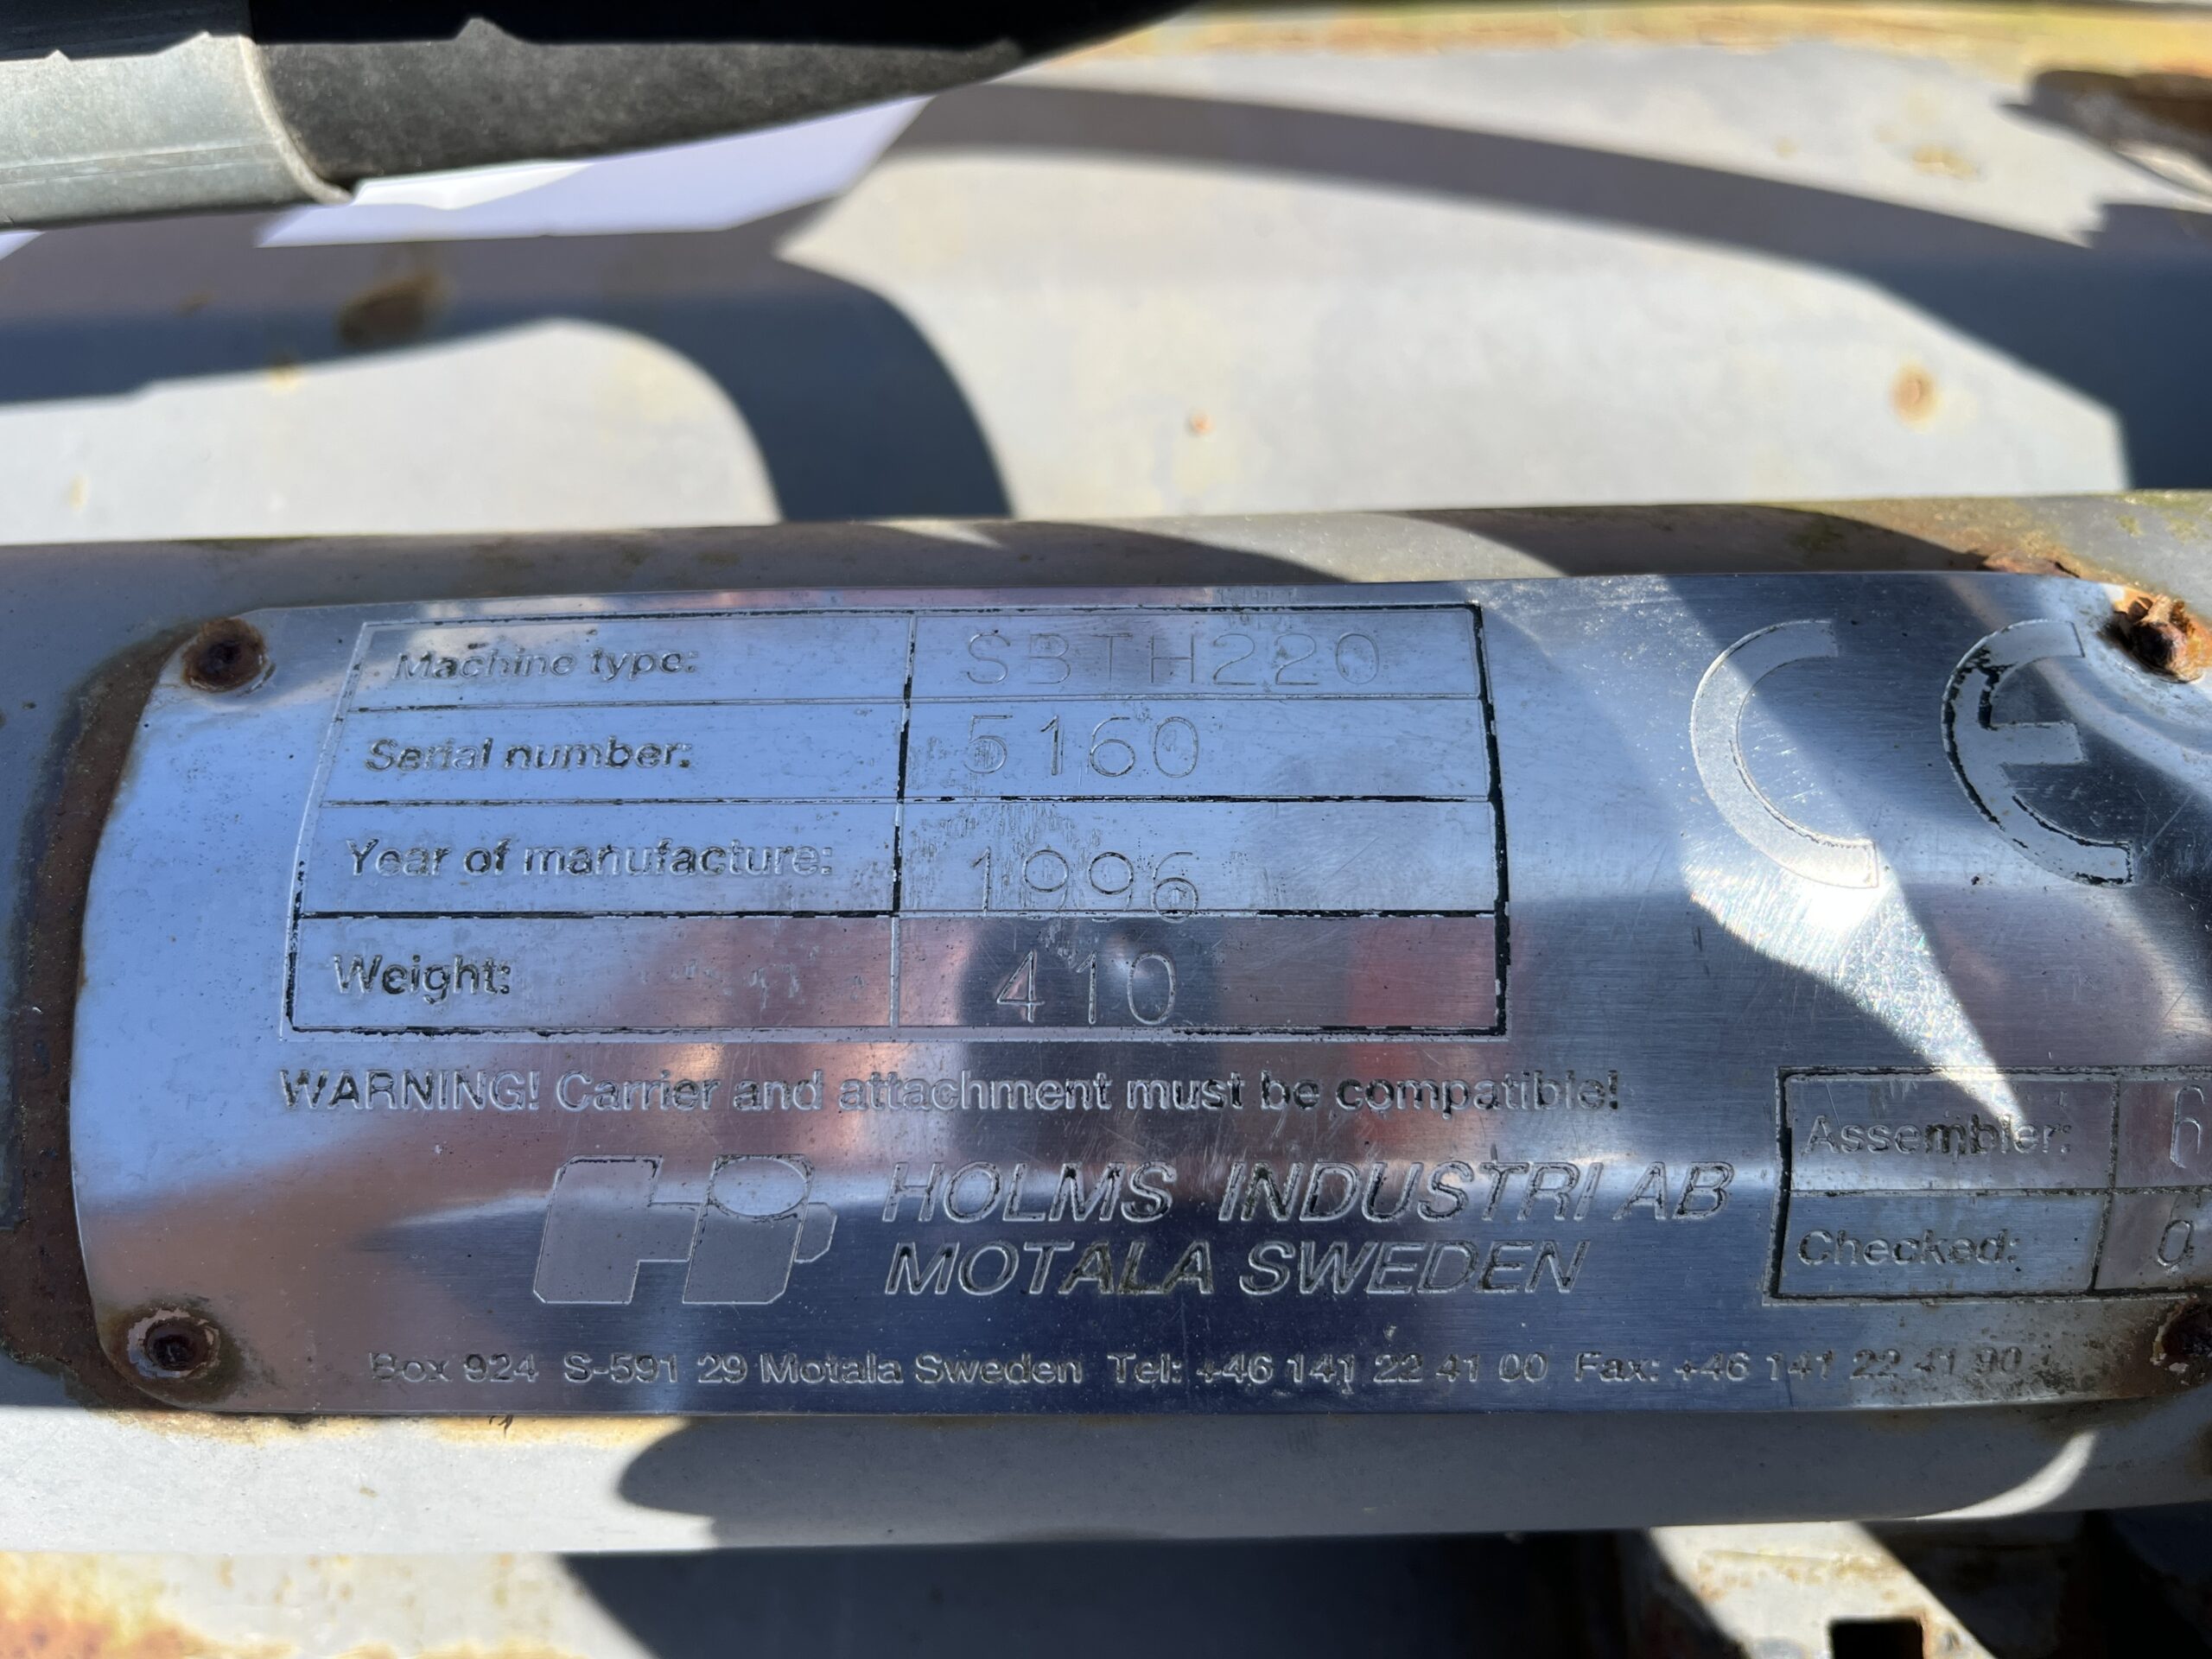 Machine type: SBTH220
Serial number: 5160
Year of manufacture: 1996
Weight: 410
CE
WARNING! Carrier and attachment must be compatible!
HOLMS INDUSTRI AB
MOTALA SWEDEN
Assembler:
Checked:
Box 924 S-591 29 Motala Sweden Tel: +46 141 22 41 00 Fax: +46 141 22 41 90